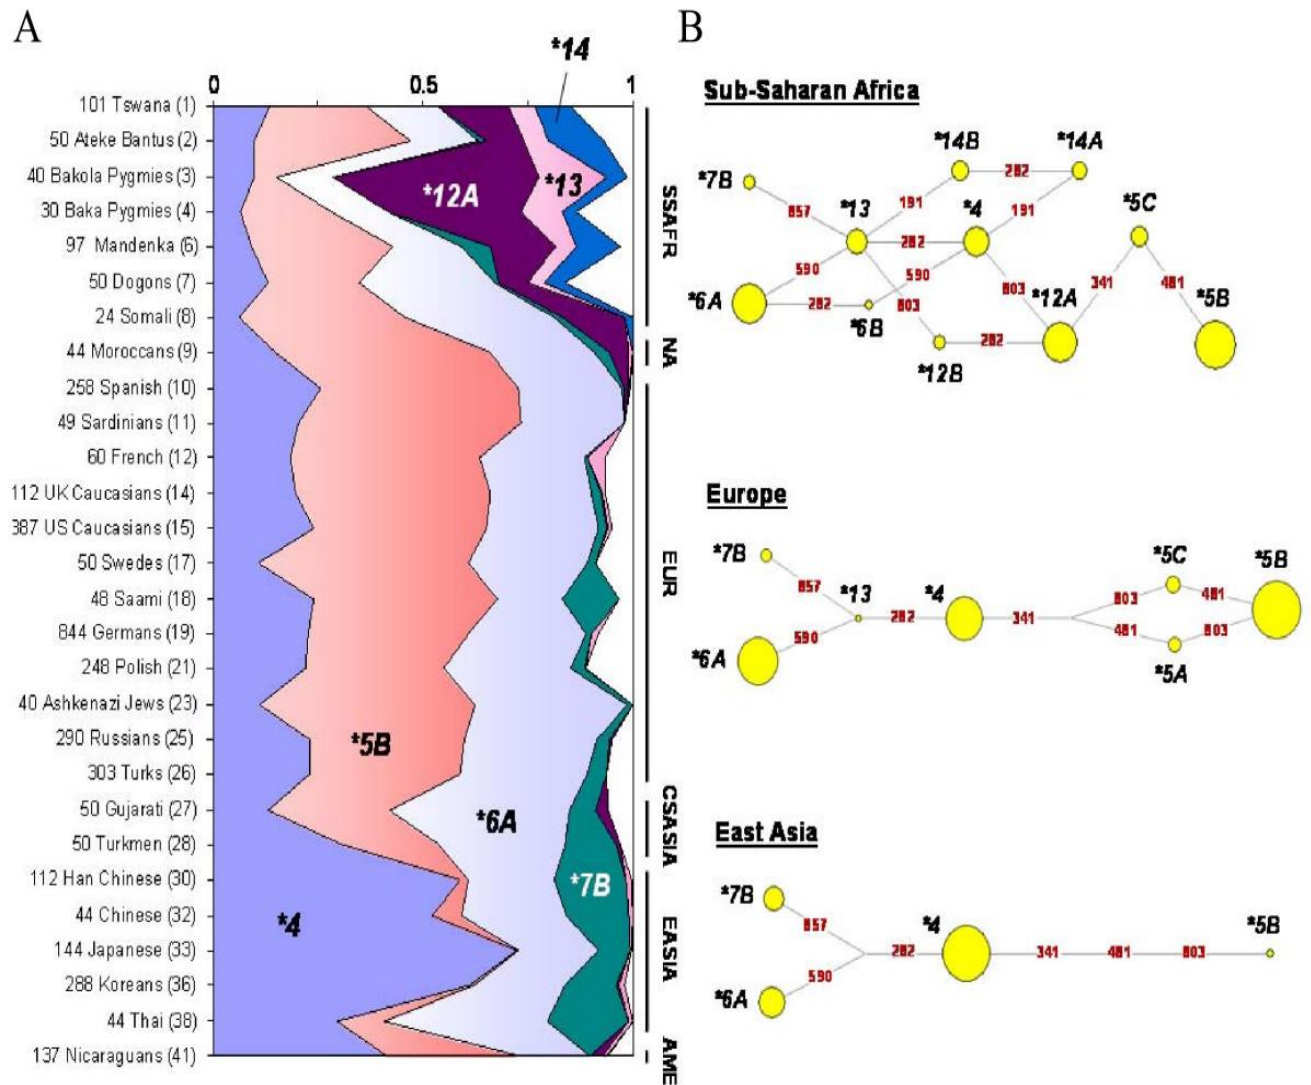 A
*14
0 0.5 1
101 Tswana (1)
50 Ateke Bantus (2)
40 Bakola Pygmies (3)
30 Baka Pygmies (4)
97 Mandenka (6)
50 Dogons (7)
24 Somali (8)
44 Moroccans (9)
258 Spanish (10)
49 Sardinians (11)
60 French (12)
112 UK Caucasians (14)
387 US Caucasians (15)
50 Swedes (17)
48 Saami (18)
844 Germans (19)
248 Polish (21)
40 Ashkenazi Jews (23)
290 Russians (25)
303 Turks (26)
50 Gujarati (27)
50 Turkmen (28)
112 Han Chinese (30)
44 Chinese (32)
144 Japanese (33)
288 Koreans (36)
44 Thai (38)
137 Nicaraguans (41)
*12A
*13
*5B
*6A
*7B
*4
SSAFR
NA
EUR
CSASIA
EASIA
AME
B
Sub-Saharan Africa
*14B *14A
282
*7B
857
*13
191
*4
191
*5C
282
590
590
803
803
*12A
341
481
*5B
*6A
282
*6B
*12B
282
Europe
*7B
857
*13
*4
*5C
*5B
282
341
803
481
590
481
803
*6A
*5A
East Asia
*7B
857
*4
*5B
282
341
481
803
590
*6A